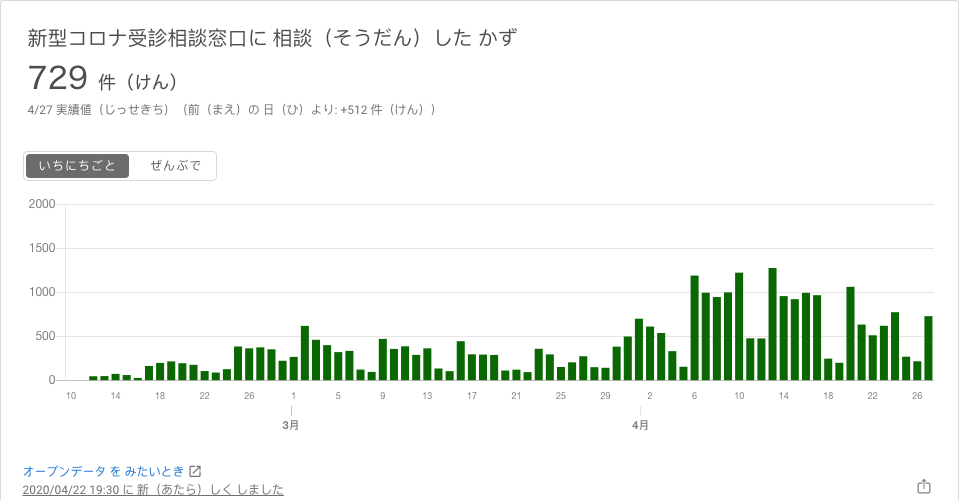 新型コロナ受診相談窓口に 相談（そうだん）した かず
729 件（けん）
4/27 実績値（じっせきち）（前（まえ）の 日（ひ）より: +512 件（けん））
いちにちごと ぜんぶで
2000
1500
1000
500
0
10 14 18 22 26 1 5 9 13 17 21 25 29 2 6 10 14 18 22 26
3月 4月
オープンデータ を みたいとき
2020/04/22 19:30 に 新（あたら）しく しました